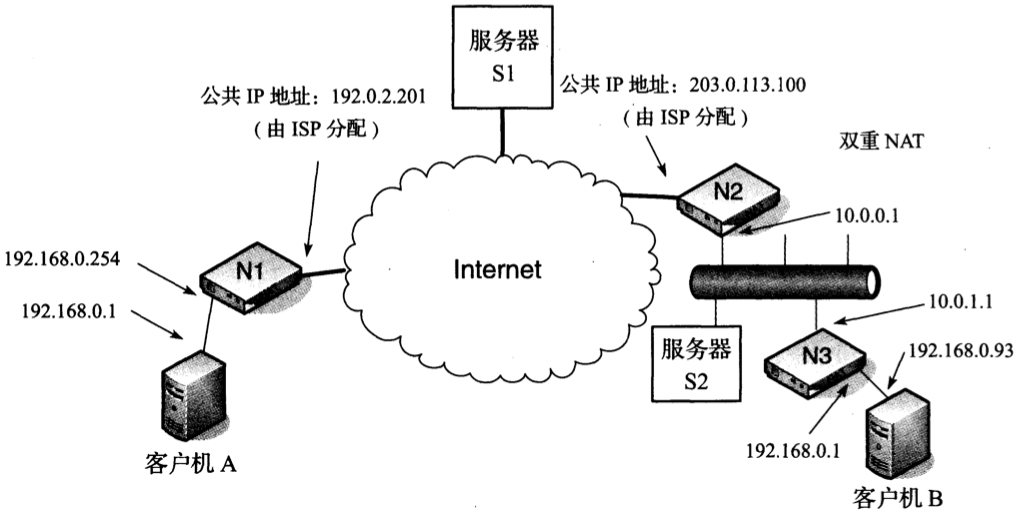 服务器
S1
公共 IP 地址：192.0.2.201
（由 ISP 分配）
公共 IP 地址：203.0.113.100
（由 ISP 分配）
双重 NAT
N2
10.0.0.1
192.168.0.254
N1
Internet
192.168.0.1
10.0.1.1
服务器
S2
N3
192.168.0.93
192.168.0.1
客户机 A
客户机 B